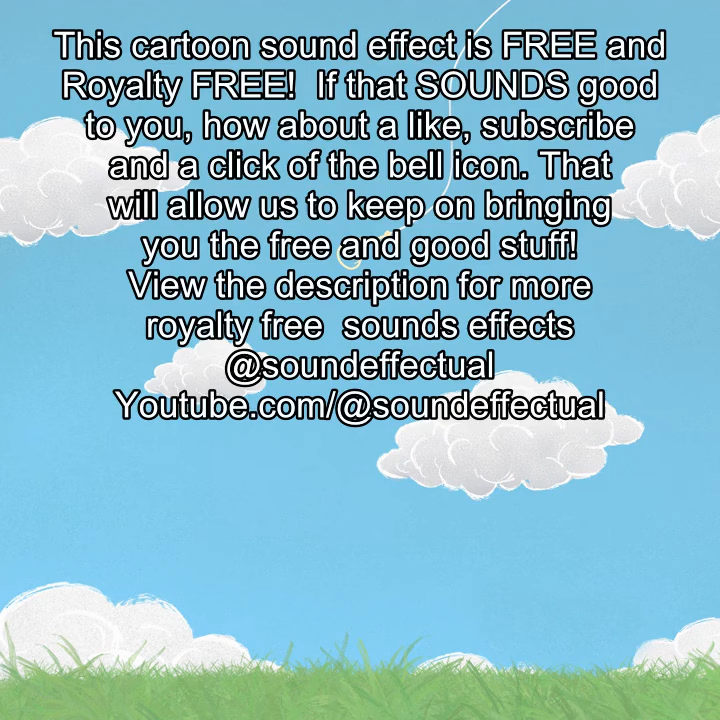 This cartoon sound effect is FREE and
Royalty FREE!  If that SOUNDS good
to you, how about a like, subscribe
and a click of the bell icon. That
will allow us to keep on bringing
you the free and good stuff!
View the description for more
royalty free  sounds effects
@soundeffectual
Youtube.com/@soundeffectual